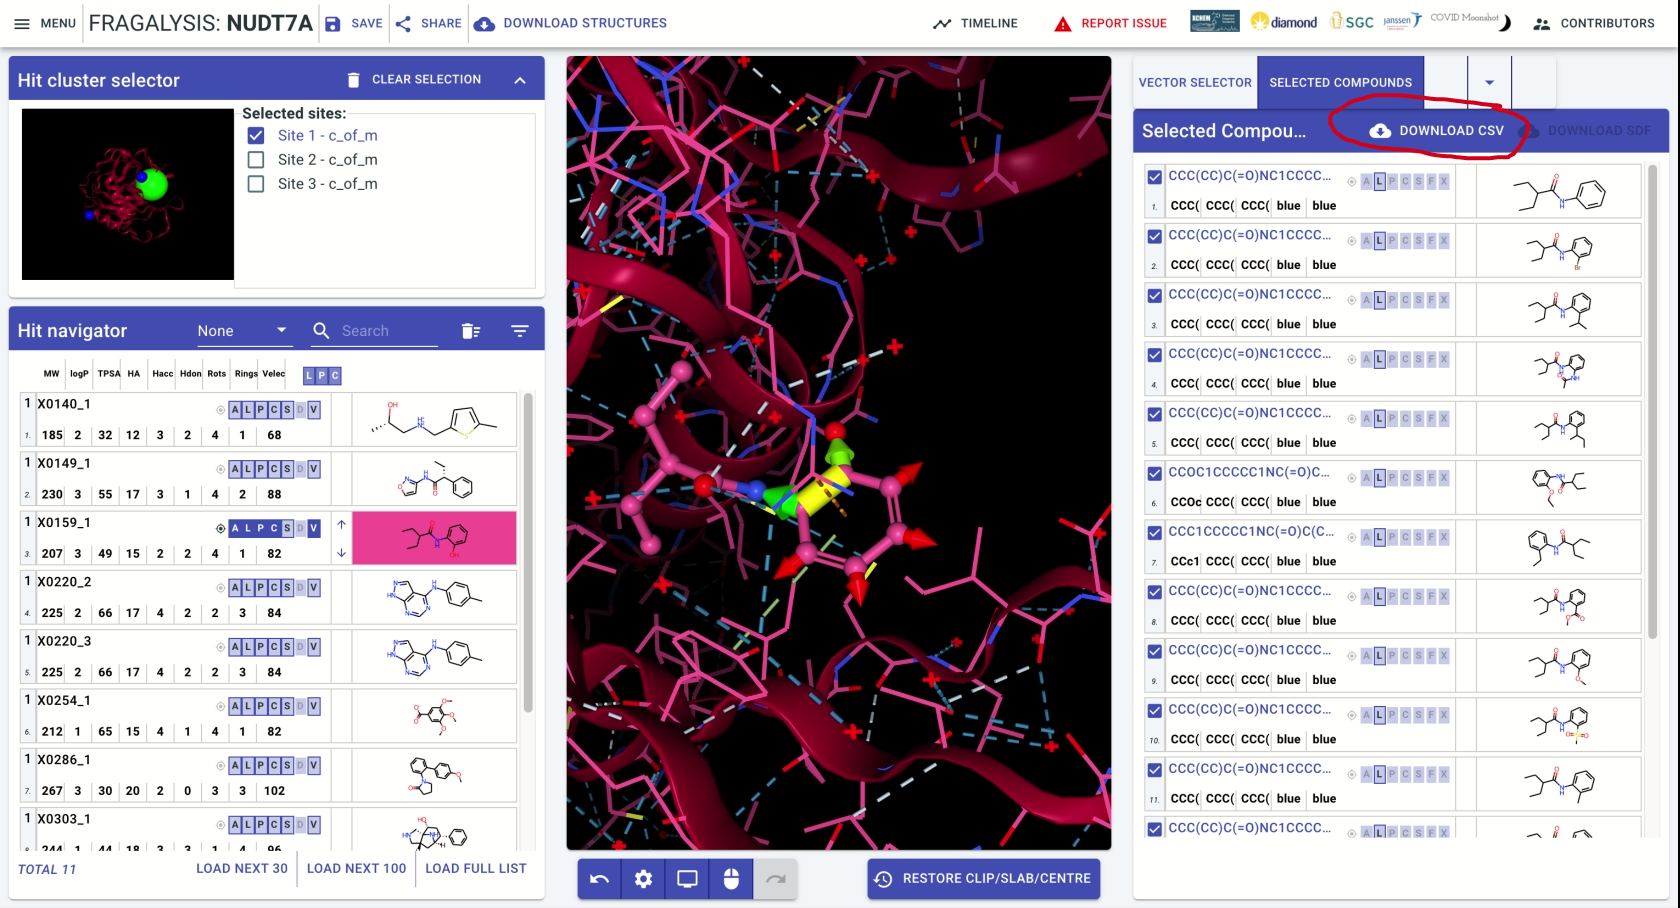 MENU FRAGALYSIS: NUDT7A SAVE SHARE DOWNLOAD STRUCTURES TIMELINE REPORT ISSUE diamond SGC janssen COVID Moonshot CONTRIBUTORS
Hit cluster selector CLEAR SELECTION
Selected sites:
Site 1 - c_of_m
Site 2 - c_of_m
Site 3 - c_of_m
Hit navigator None Search
MW logP TPSA HA Hacc Hdon Rots Rings Velec L P C
1 X0140_1 A L P C S D V
1. 185 2 32 12 3 2 4 1 68
1 X0149_1 A L P C S D V
2. 230 3 55 17 3 1 4 2 88
1 X0159_1 A L P C S D V
3. 207 3 49 15 2 2 4 1 82
1 X0220_2 A L P C S D V
4. 225 2 66 17 4 2 2 3 84
1 X0220_3 A L P C S D V
5. 225 2 66 17 4 2 2 3 84
1 X0254_1 A L P C S D V
6. 212 1 65 15 4 1 4 1 82
1 X0286_1 A L P C S D V
7. 267 3 30 20 2 0 3 3 102
1 X0303_1 A L P C S D V
244 1 44 18 3 3 1 4 96
TOTAL 11 LOAD NEXT 30 LOAD NEXT 100 LOAD FULL LIST
RESTORE CLIP/SLAB/CENTRE
VECTOR SELECTOR SELECTED COMPOUNDS
Selected Compou... DOWNLOAD CSV DOWNLOAD SDF
CCC(CC)C(=O)NC1CCCC... A L P C S F X
1. CCC( CCC( CCC( blue blue
CCC(CC)C(=O)NC1CCCC... A L P C S F X
2. CCC( CCC( CCC( blue blue
CCC(CC)C(=O)NC1CCCC... A L P C S F X
3. CCC( CCC( CCC( blue blue
CCC(CC)C(=O)NC1CCCC... A L P C S F X
4. CCC( CCC( CCC( blue blue
CCC(CC)C(=O)NC1CCCC... A L P C S F X
5. CCC( CCC( CCC( blue blue
CCOC1CCCCC1NC(=O)C... A L P C S F X
6. CCOc CCC( CCC( blue blue
CCC1CCCCC1NC(=O)C(C... A L P C S F X
7. CCc1 CCC( CCC( blue blue
CCC(CC)C(=O)NC1CCCC... A L P C S F X
8. CCC( CCC( CCC( blue blue
CCC(CC)C(=O)NC1CCCC... A L P C S F X
9. CCC( CCC( CCC( blue blue
CCC(CC)C(=O)NC1CCCC... A L P C S F X
10. CCC( CCC( CCC( blue blue
CCC(CC)C(=O)NC1CCCC... A L P C S F X
11. CCC( CCC( CCC( blue blue
CCC(CC)C(=O)NC1CCCC... A L P C S F X